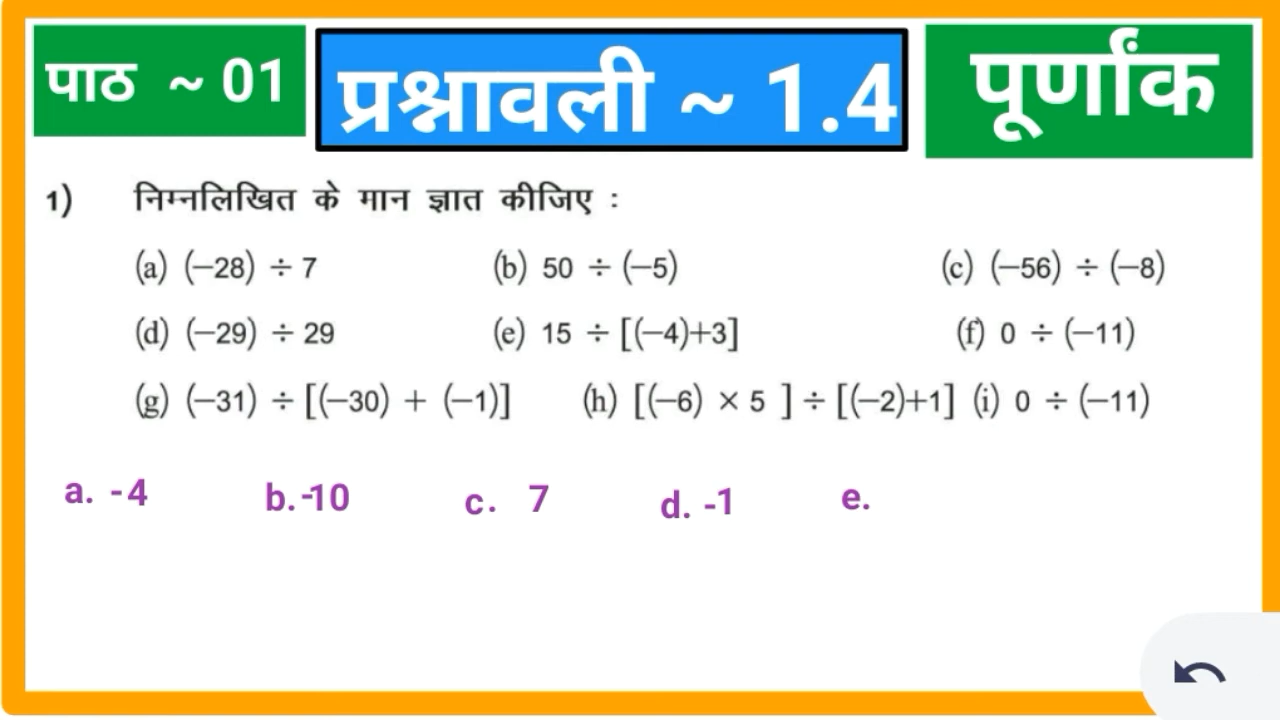 पाठ ~ 01 प्रश्नावली ~ 1.4 पूर्णांक
1) निम्नलिखित के मान ज्ञात कीजिए :
(a) (−28) ÷ 7 (b) 50 ÷ (−5) (c) (−56) ÷ (−8)
(d) (−29) ÷ 29 (e) 15 ÷ [(−4)+3] (f) 0 ÷ (−11)
(g) (−31) ÷ [(−30) + (−1)] (h) [(−6) × 5 ] ÷ [(−2)+1] (i) 0 ÷ (−11)
a. -4 b.-10 c. 7 d. -1 e.